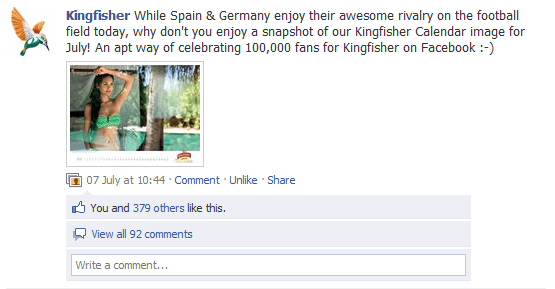 Kingfisher While Spain & Germany enjoy their awesome rivalry on the football
field today, why don't you enjoy a snapshot of our Kingfisher Calendar image for
July! An apt way of celebrating 100,000 fans for Kingfisher on Facebook :-)
07 July at 10:44 · Comment · Unlike · Share
You and 379 others like this.
View all 92 comments
Write a comment...